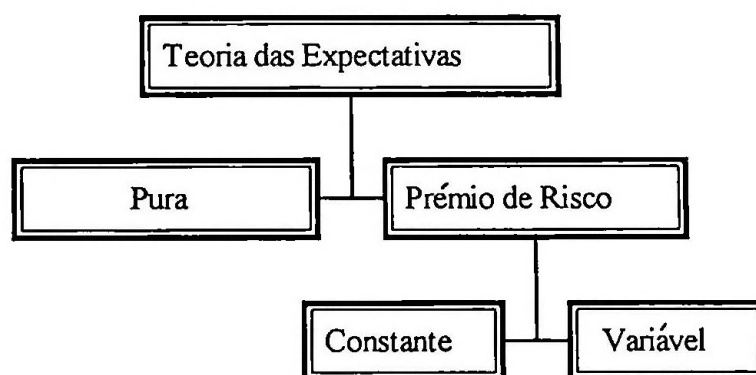 Teoria das Expectativas
Pura
Prémio de Risco
Constante
Variável